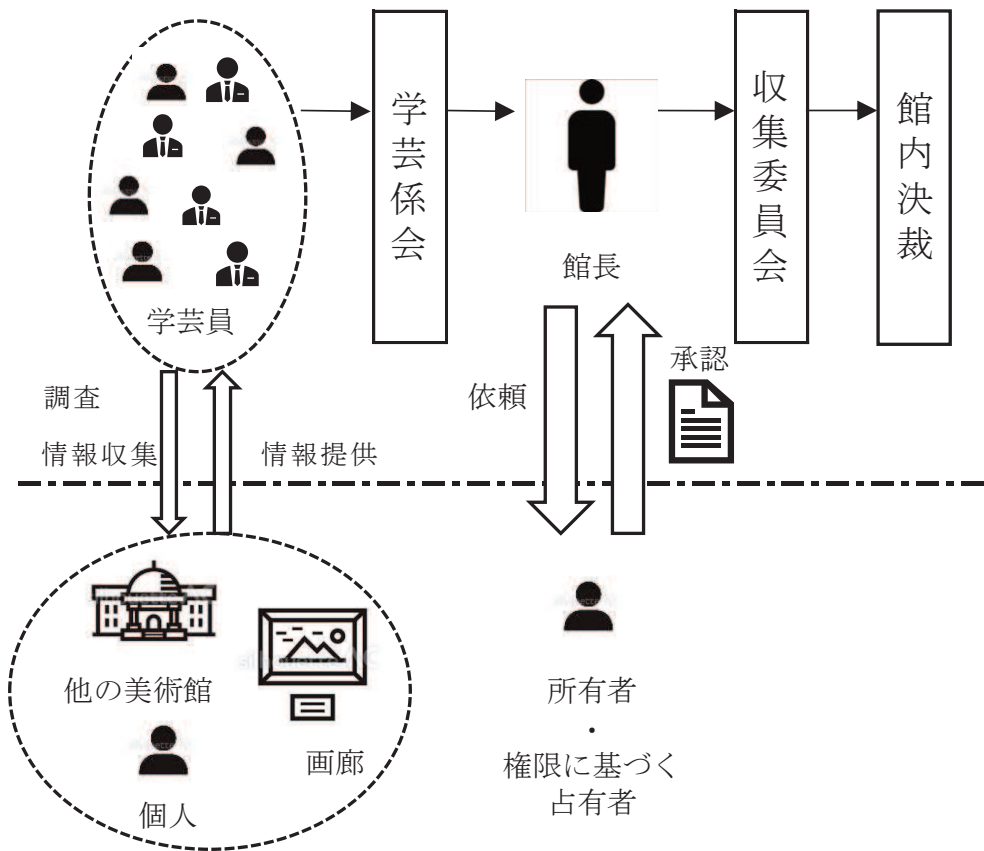 学芸員
学芸係会
館長
収集委員会
館内決裁
調査
情報収集
情報提供
依頼
承認
他の美術館
画廊
個人
所有者
・
権限に基づく
占有者